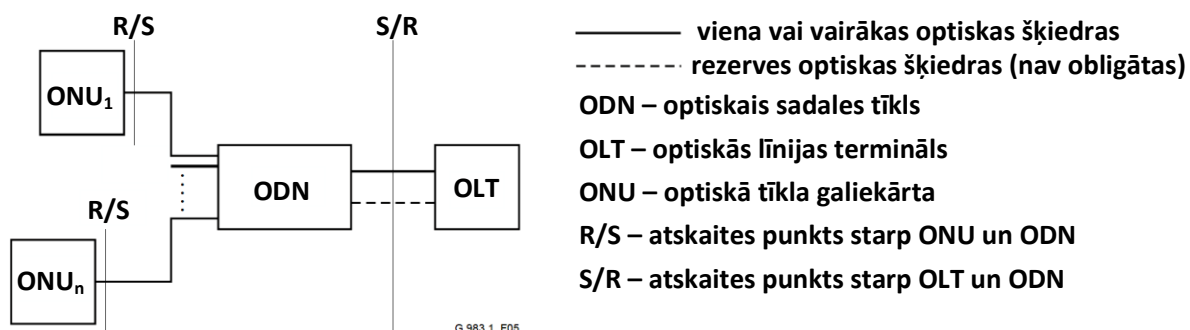 R/S
S/R
ONU1
R/S
ODN
OLT
ONUn
G.983.1_F05
viena vai vairākas optiskas šķiedras
rezerves optiskas šķiedras (nav obligātas)
ODN – optiskais sadales tīkls
OLT – optiskās līnijas termināls
ONU – optiskā tīkla galiekārta
R/S – atskaites punkts starp ONU un ODN
S/R – atskaites punkts starp OLT un ODN